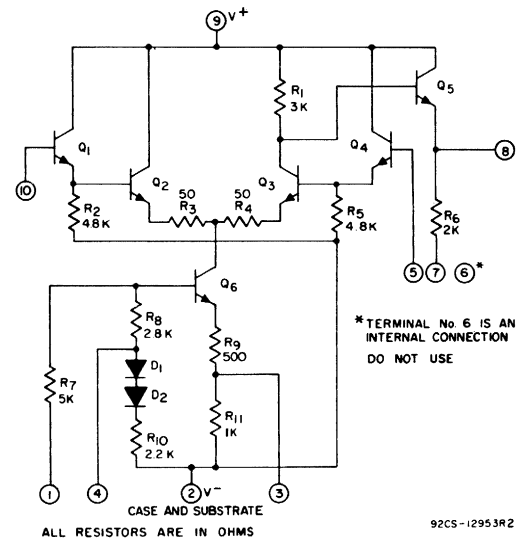 9 V+
R1
3K
Q5
Q1
Q2
Q3
Q4
8
10
50
R3
50
R4
R2
4.8K
R5
4.8K
R6
2K
Q6
5 7 6*
R8
2.8K
R9
500
* TERMINAL No. 6 IS AN
INTERNAL CONNECTION
DO NOT USE
D1
D2
R7
5K
R10
2.2K
R11
1K
1 4 2 V- 3
CASE AND SUBSTRATE
ALL RESISTORS ARE IN OHMS
92CS-12953R2